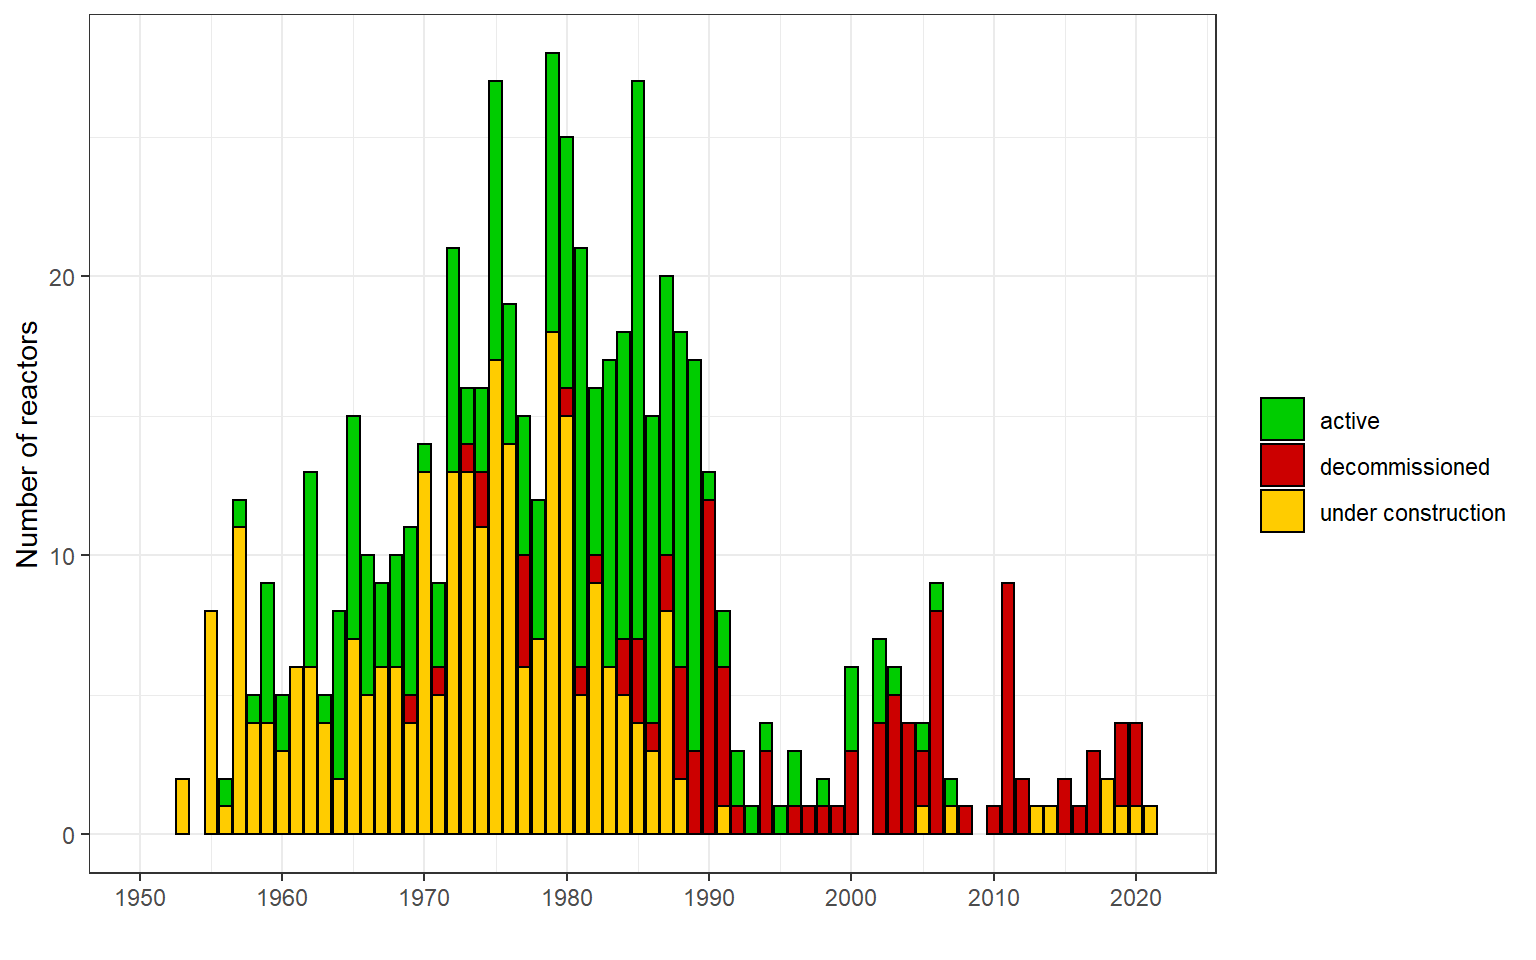 Number of reactors
20
10
0
1950 1960 1970 1980 1990 2000 2010 2020
active
decommissioned
under construction